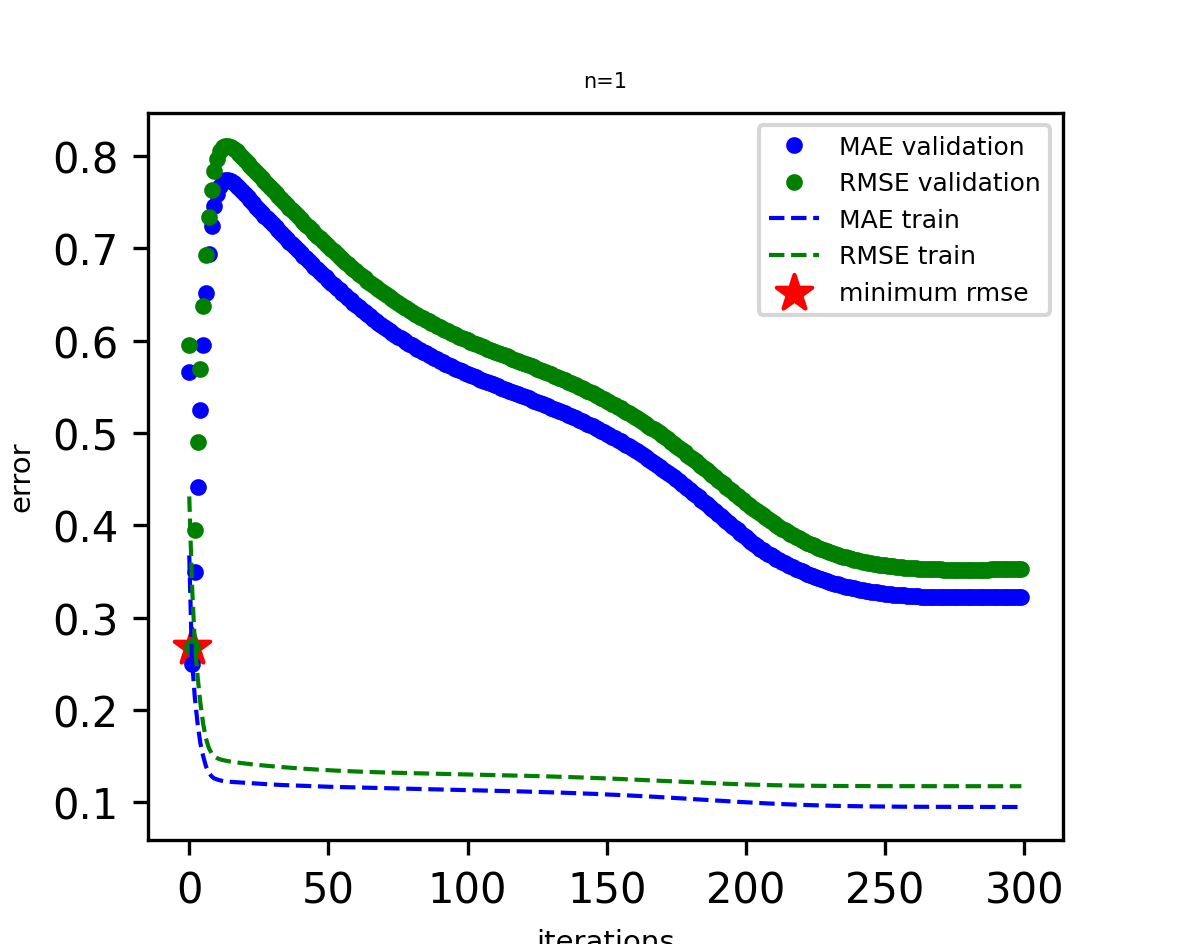 n=1
error
0.8
0.7
0.6
0.5
0.4
0.3
0.2
0.1
MAE validation
RMSE validation
MAE train
RMSE train
minimum rmse
0 50 100 150 200 250 300
iterations